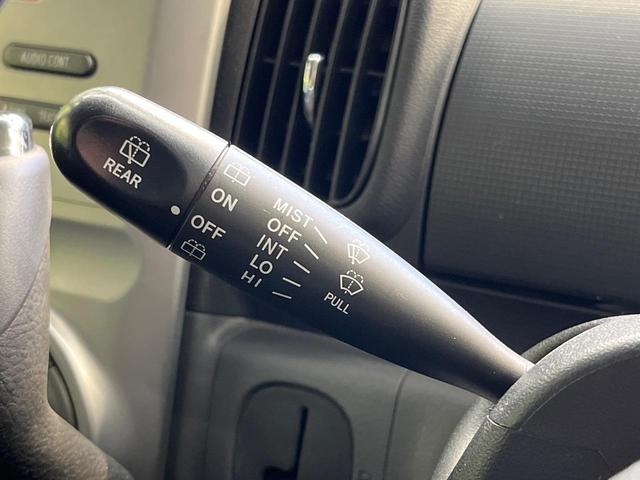 AUDIO CONT
REAR
ON
OFF
MIST
OFF
INT
LO
HI
PULL